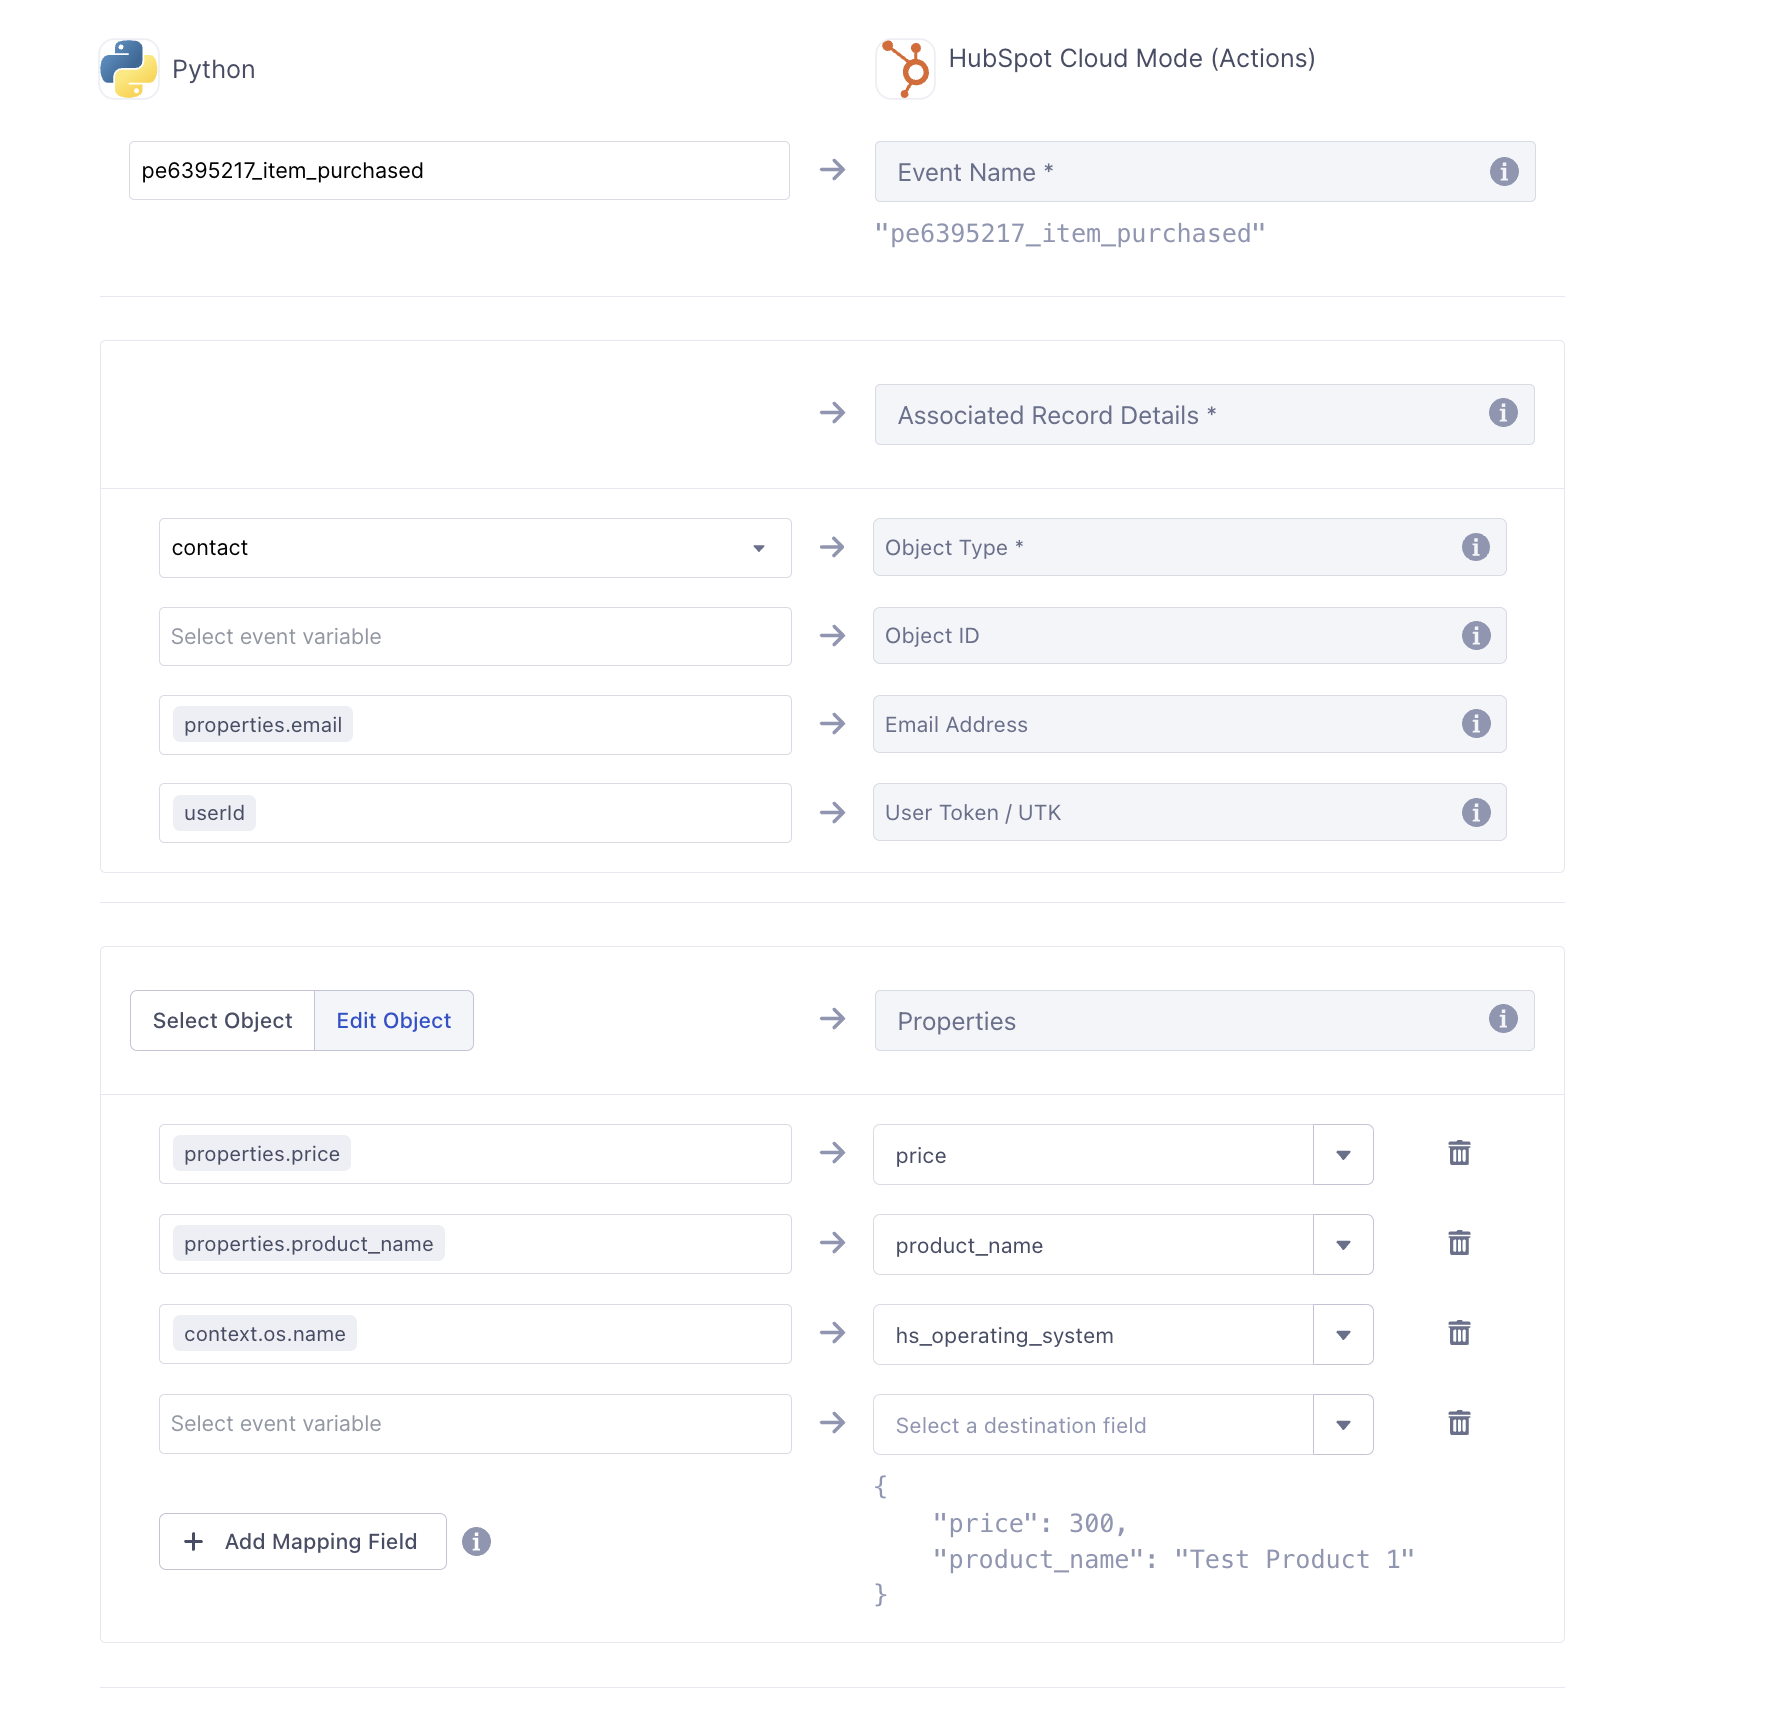 Python
HubSpot Cloud Mode (Actions)
pe6395217_item_purchased
Event Name *
"pe6395217_item_purchased"
Associated Record Details *
contact
Object Type *
Select event variable
Object ID
properties.email
Email Address
userId
User Token / UTK
Select Object
Edit Object
Properties
properties.price
price
properties.product_name
product_name
context.os.name
hs_operating_system
Select event variable
Select a destination field
{
"price": 300,
"product_name": "Test Product 1"
}
+ Add Mapping Field